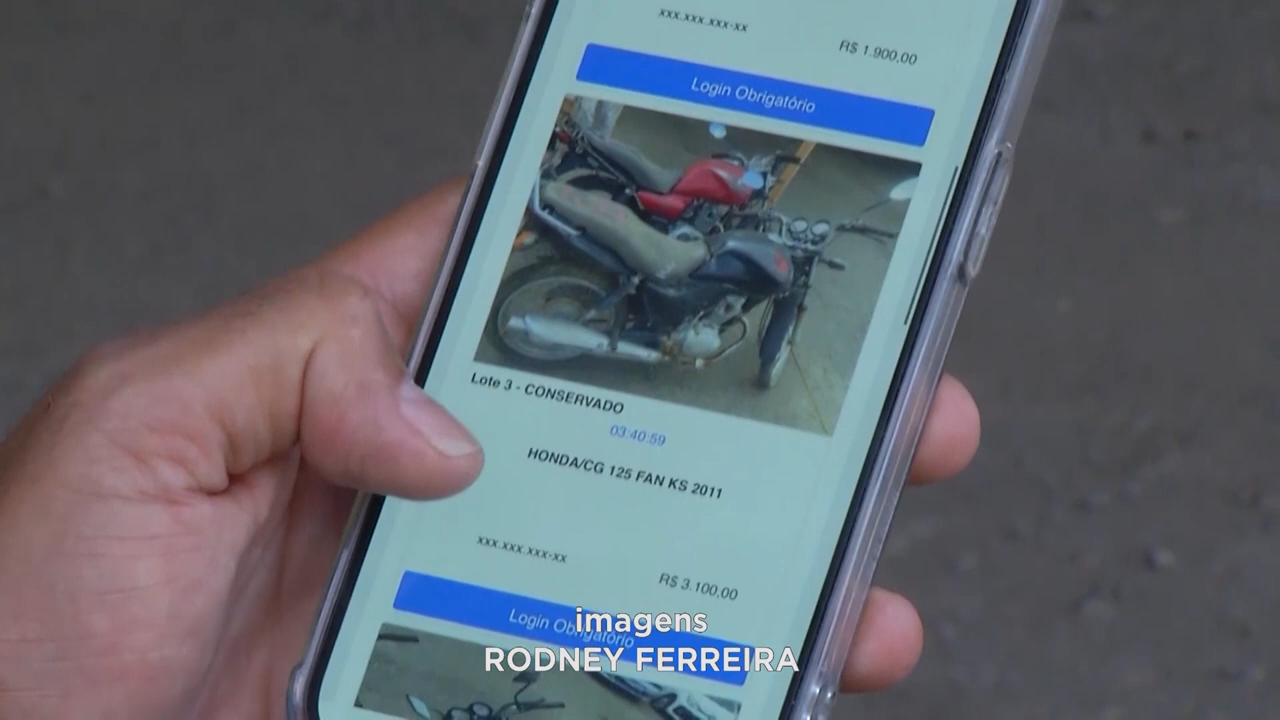 xxx.xxx.xxx-xx
R$ 1.900,00
Login Obrigatório
Lote 3 - CONSERVADO
03:40:59
HONDA/CG 125 FAN KS 2011
xxx.xxx.xxx-xx
R$ 3.100,00
Login Obrigatório
imagens
RODNEY FERREIRA